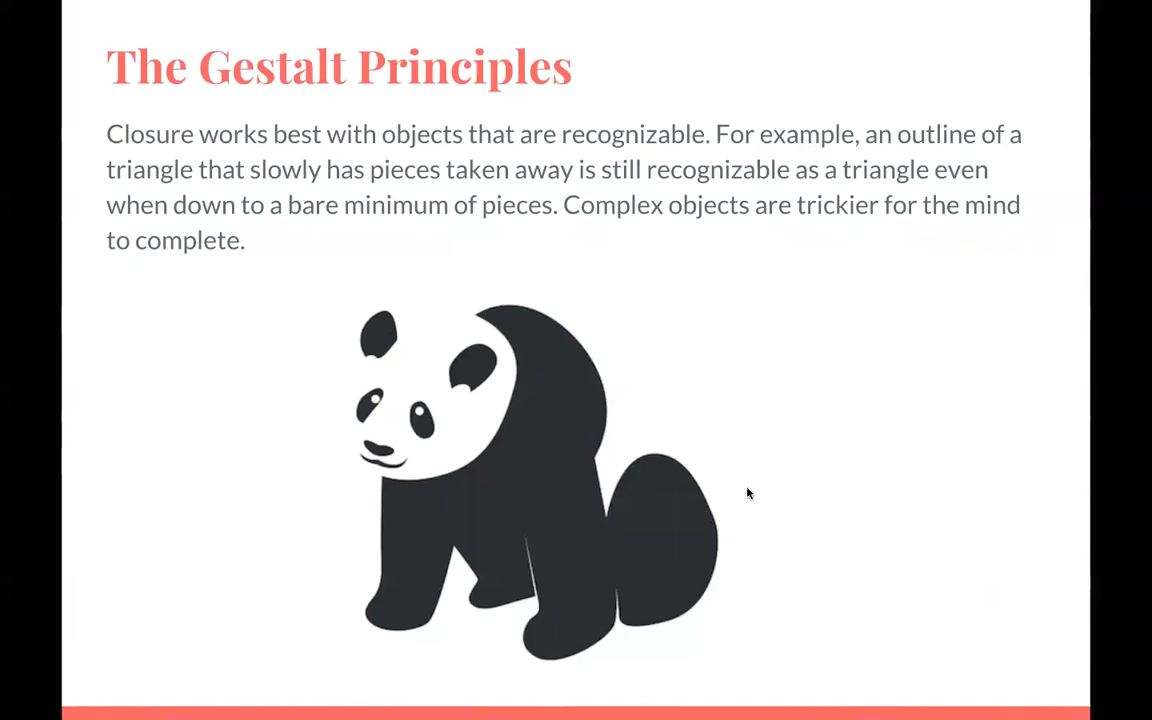 The Gestalt Principles
Closure works best with objects that are recognizable. For example, an outline of a
triangle that slowly has pieces taken away is still recognizable as a triangle even
when down to a bare minimum of pieces. Complex objects are trickier for the mind
to complete.